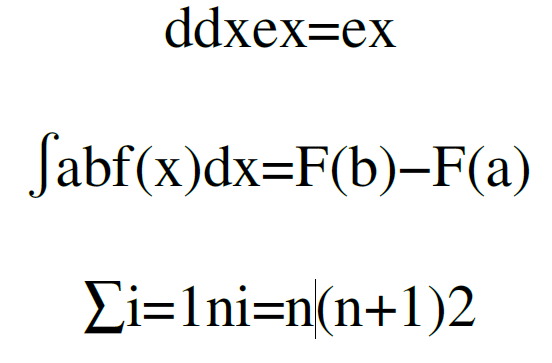 ddxex=ex
∫abf(x)dx=F(b)−F(a)
∑i=1ni=n(n+1)2